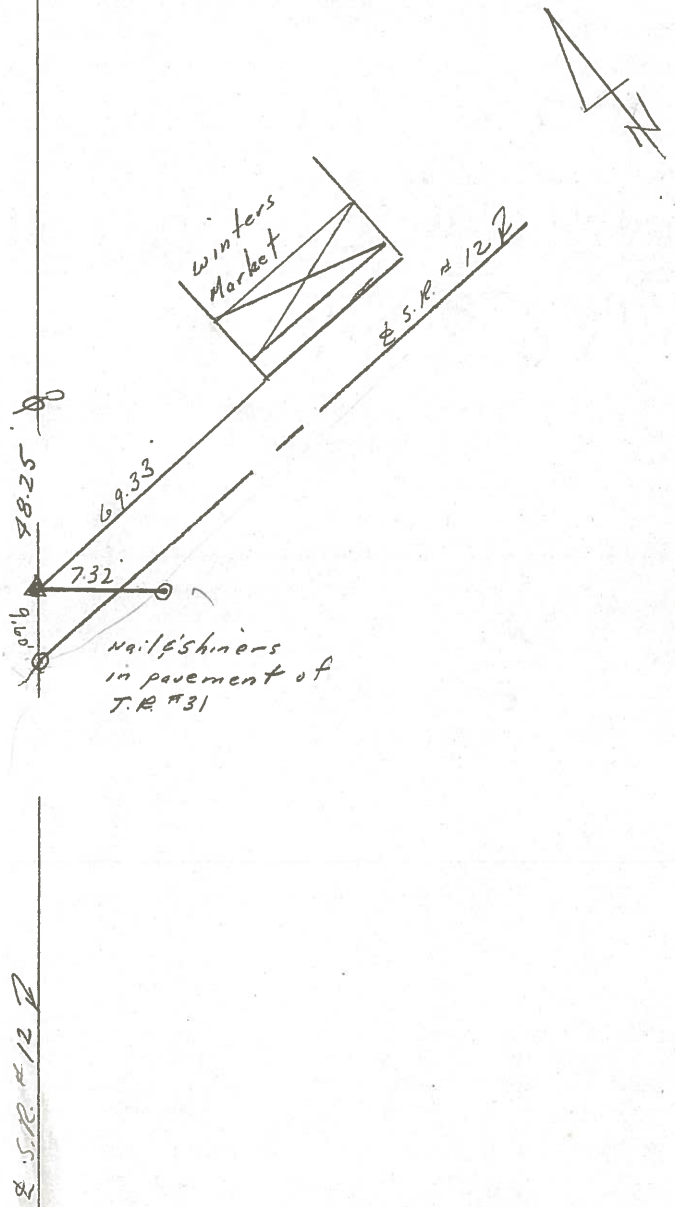 N
Winters
Market
℄ S.R. # 12
69.33'
48.25'
7.32'
9.60'
Nail & Shiners
in pavement of
T.R. #31
℄ S.R. # 12